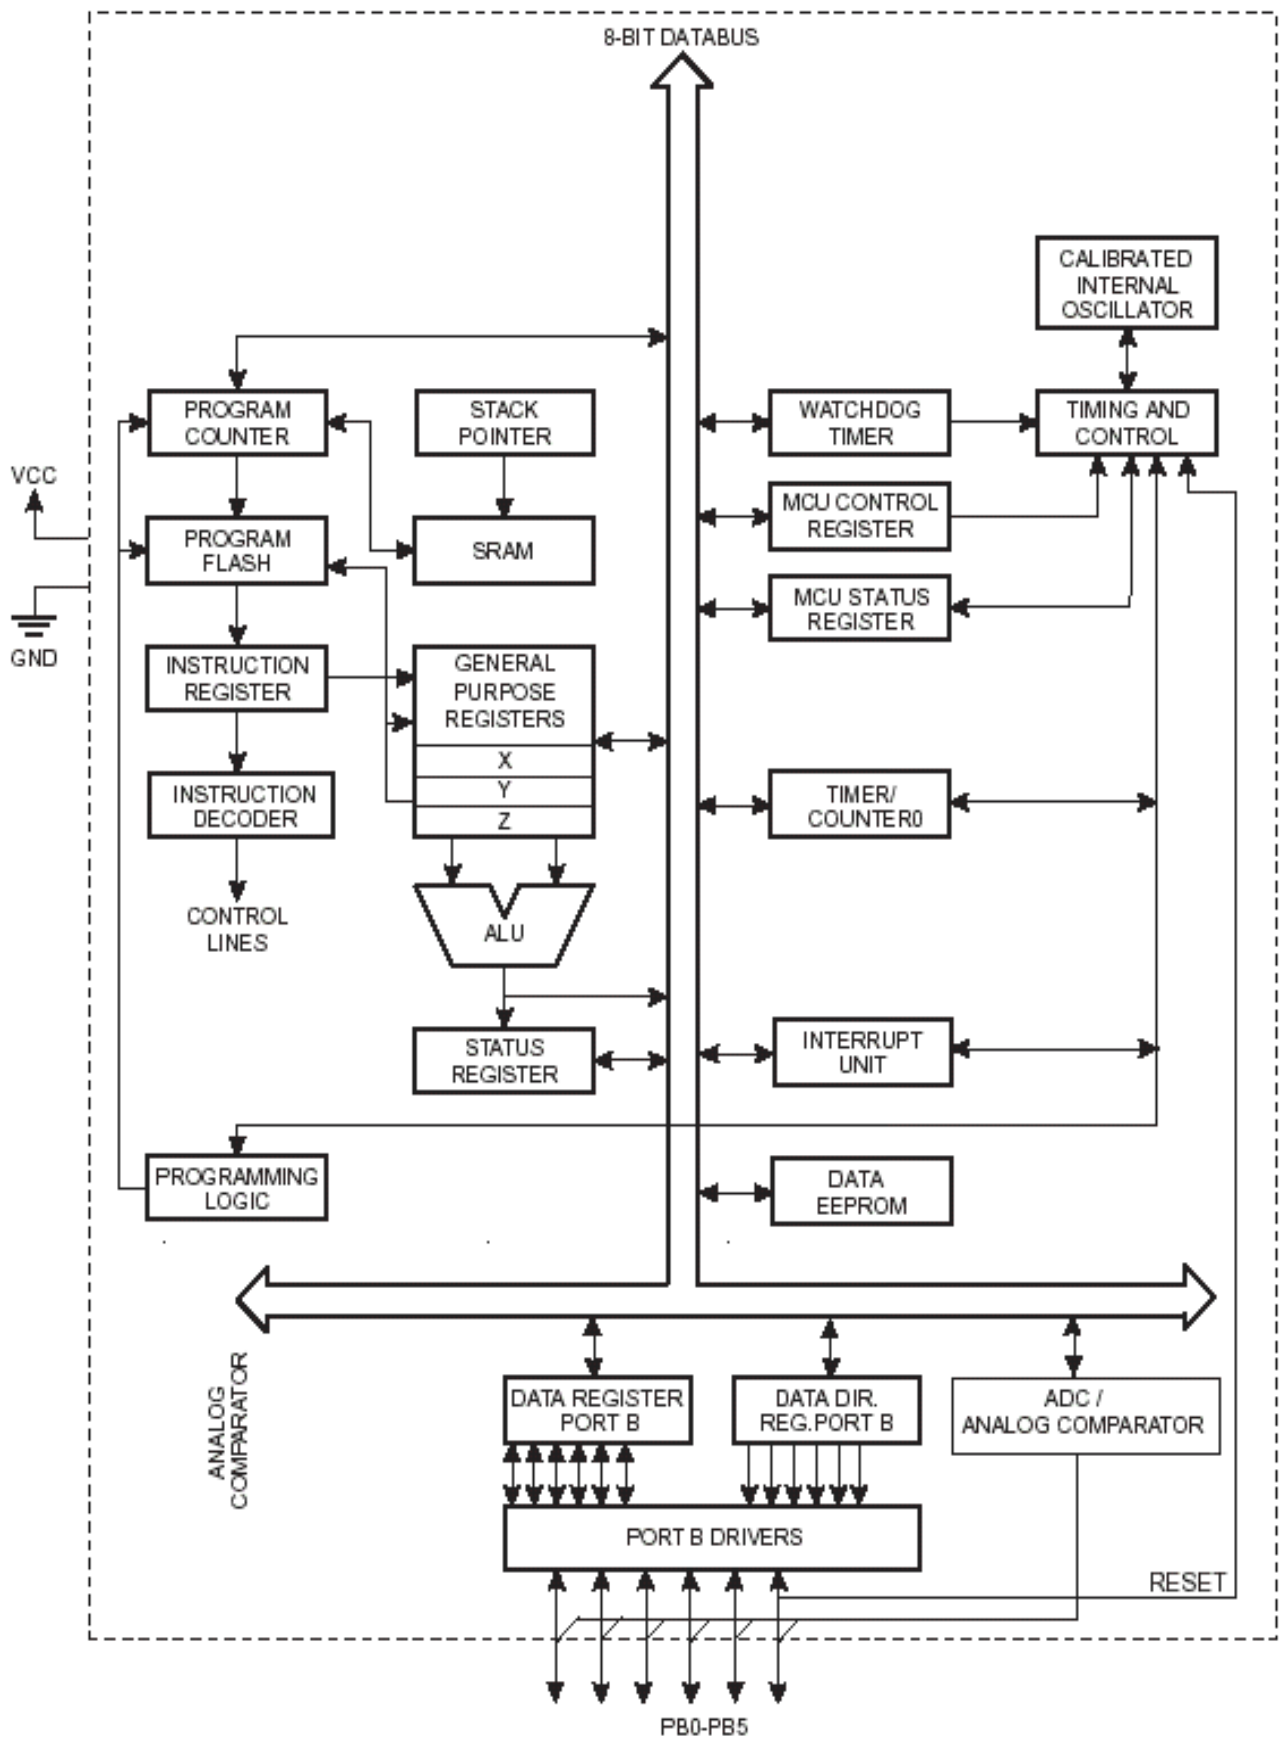 8-BIT DATABUS
CALIBRATED
INTERNAL
OSCILLATOR
PROGRAM
COUNTER
STACK
POINTER
WATCHDOG
TIMER
TIMING AND
CONTROL
VCC
PROGRAM
FLASH
SRAM
MCU CONTROL
REGISTER
MCU STATUS
REGISTER
GND
INSTRUCTION
REGISTER
GENERAL
PURPOSE
REGISTERS
X
Y
Z
INSTRUCTION
DECODER
TIMER/
COUNTER0
CONTROL
LINES
ALU
STATUS
REGISTER
INTERRUPT
UNIT
PROGRAMMING
LOGIC
DATA
EEPROM
ANALOG
COMPARATOR
DATA REGISTER
PORT B
DATA DIR.
REG.PORT B
ADC /
ANALOG COMPARATOR
PORT B DRIVERS
RESET
PB0-PB5